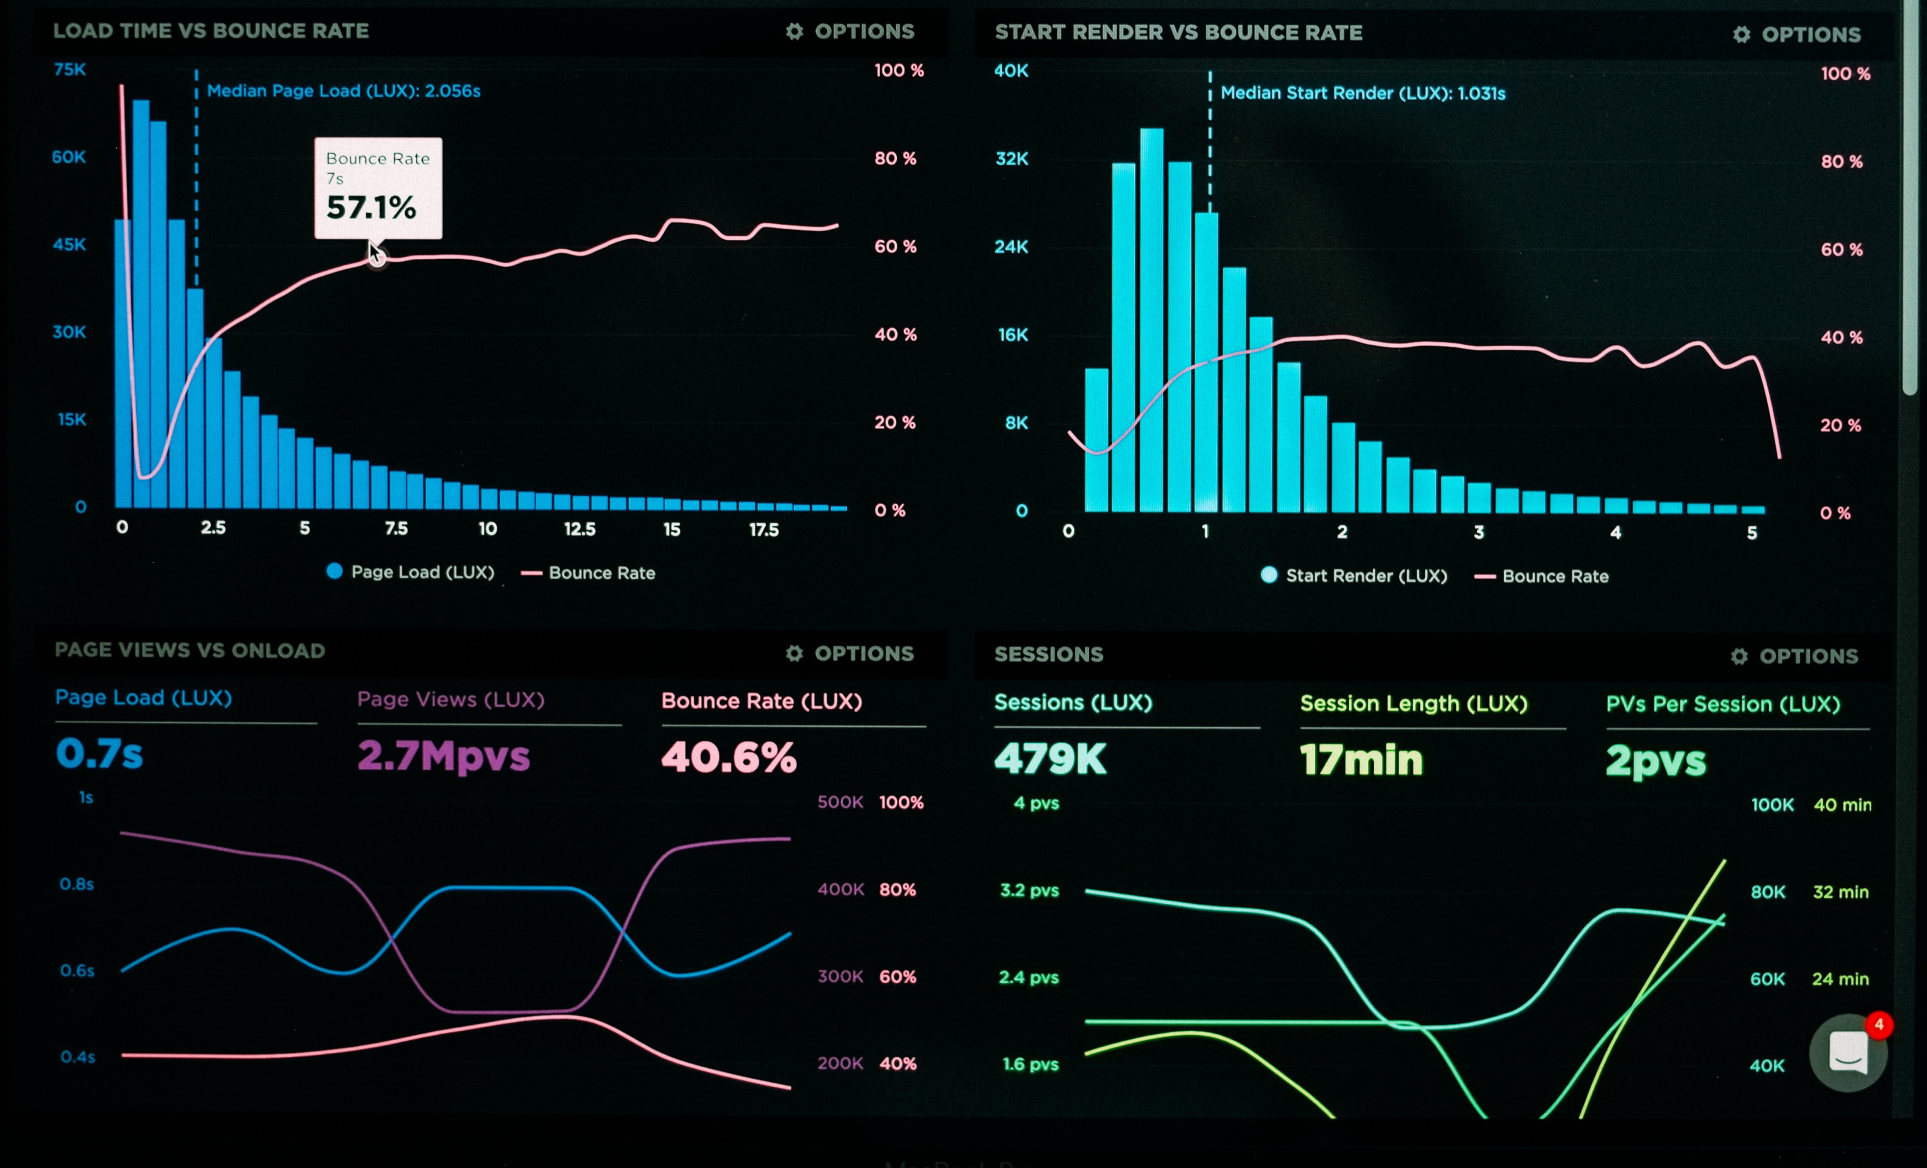 LOAD TIME VS BOUNCE RATE
OPTIONS
75K
60K
45K
30K
15K
0
Median Page Load (LUX): 2.056s
Bounce Rate
7s
57.1%
100 %
80 %
60 %
40 %
20 %
0 %
0 2.5 5 7.5 10 12.5 15 17.5
Page Load (LUX) Bounce Rate
START RENDER VS BOUNCE RATE
OPTIONS
40K
32K
24K
16K
8K
0
Median Start Render (LUX): 1.031s
100 %
80 %
60 %
40 %
20 %
0 %
0 1 2 3 4 5
Start Render (LUX) Bounce Rate
PAGE VIEWS VS ONLOAD
OPTIONS
Page Load (LUX)
0.7s
Page Views (LUX)
2.7Mpvs
Bounce Rate (LUX)
40.6%
1s
0.8s
0.6s
0.4s
500K 100%
400K 80%
300K 60%
200K 40%
SESSIONS
OPTIONS
Sessions (LUX)
479K
Session Length (LUX)
17min
PVs Per Session (LUX)
2pvs
4 pvs
3.2 pvs
2.4 pvs
1.6 pvs
100K 40 min
80K 32 min
60K 24 min
40K
4